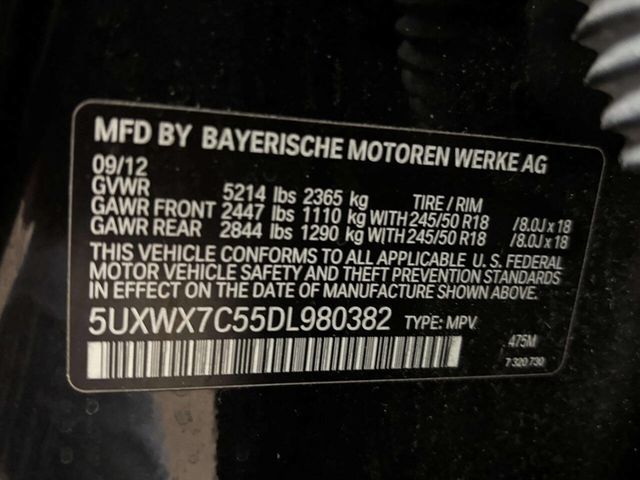 MFD BY BAYERISCHE MOTOREN WERKE AG
09/12
GVWR 5214 lbs 2365 kg TIRE / RIM
GAWR FRONT 2447 lbs 1110 kg WITH 245/50 R18 /8.0J x 18
GAWR REAR 2844 lbs 1290 kg WITH 245/50 R18 /8.0J x 18
THIS VEHICLE CONFORMS TO ALL APPLICABLE U. S. FEDERAL
MOTOR VEHICLE SAFETY AND THEFT PREVENTION STANDARDS
IN EFFECT ON THE DATE OF MANUFACTURE SHOWN ABOVE.
5UXWX7C55DL980382 TYPE: MPV
475M
7 320 730